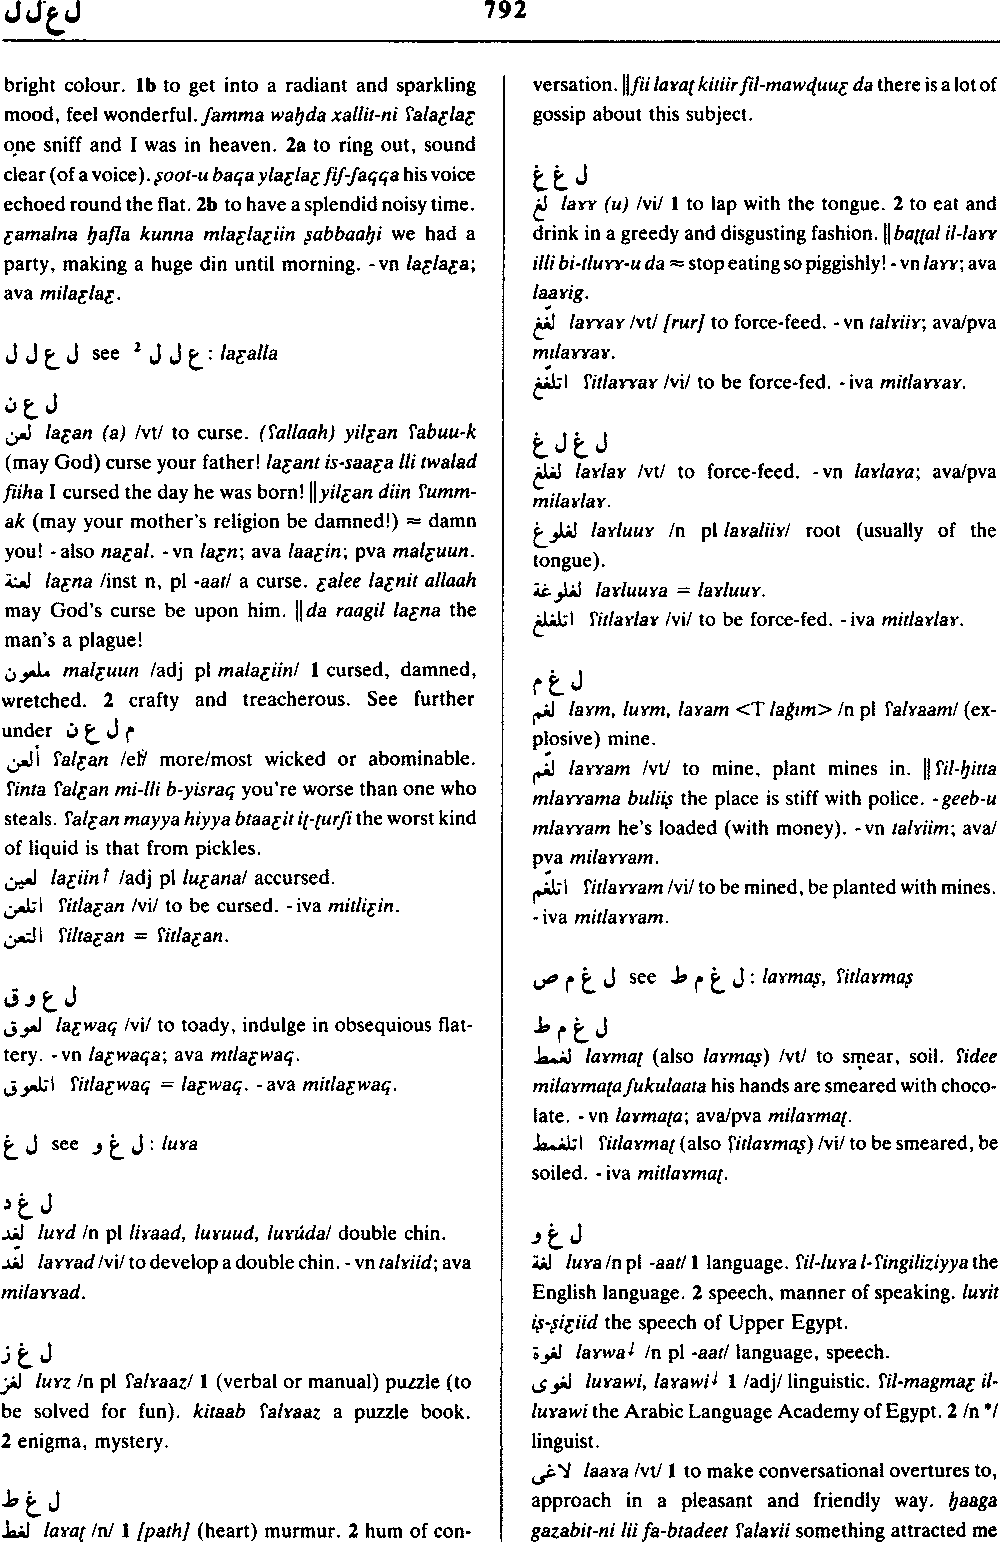 ل ع ل ل
792
bright colour. 1b to get into a radiant and sparkling
mood, feel wonderful. ʃamma waḥda xallit-ni ʕalaɛlaɛ
one sniff and I was in heaven. 2a to ring out, sound
clear (of a voice). ṣoot-u baqa ylaɛlaɛ fiʃ-ʃaqqa his voice
echoed round the flat. 2b to have a splendid noisy time.
ɛamalna ḥafla kunna mlaɛlaɛiin ṣabbaaḥi we had a
party, making a huge din until morning. -vn laɛlaɛa;
ava milaɛlaɛ.
ل ع ل ل see ² ع ل ل : laɛalla
ل ع ن
لعن laɛan (a) /vt/ to curse. (ʕallaah) yilɛan ʕabuu-k
(may God) curse your father! laɛant is-saaɛa lli twalad
fiiha I cursed the day he was born! ‖yilɛan diin ʕumm-
ak (may your mother's religion be damned!) ≈ damn
you! -also naɛal. -vn laɛn; ava laaɛin; pva malɛuun.
لعنة laɛna /inst n, pl -aat/ a curse. ɛalee laɛnit allaah
may God's curse be upon him. ‖da raagil laɛna the
man's a plague!
ملعون malɛuun /adj pl malaɛiin/ 1 cursed, damned,
wretched. 2 crafty and treacherous. See further
under م ل ع ن
ألعن ʕalɛan /el/ more/most wicked or abominable.
ʕinta ʕalɛan mi-lli b-yisraq you're worse than one who
steals. ʕalɛan mayya hiyya btaaɛit iṭ-ṭurʃi the worst kind
of liquid is that from pickles.
لعين laɛiin↑ /adj pl luɛana/ accursed.
اتلعن ʕitlaɛan /vi/ to be cursed. -iva mitliɛin.
التعن ʕiltaɛan = ʕitlaɛan.
ل ع و ق
لعوق laɛwaq /vi/ to toady, indulge in obsequious flat-
tery. -vn laɛwaqa; ava mılaɛwaq.
اتلعوق ʕitlaɛwaq = laɛwaq. -ava mitlaɛwaq.
ل غ see ل غ و : luɣa
ل غ د
لغد luɣd /n pl liɣaad, luɣuud, luɣúda/ double chin.
لغّد laɣɣad /vi/ to develop a double chin. -vn talɣiid; ava
milaɣɣad.
ل غ ز
لغز luɣz /n pl ʕalɣaaz/ 1 (verbal or manual) puzzle (to
be solved for fun). kitaab ʕalɣaaz a puzzle book.
2 enigma, mystery.
ل غ ط
لغط laɣaṭ /n/ 1 [path] (heart) murmur. 2 hum of con-
versation. ‖fii laɣaṭ kitiir fil-mawḍuuɛ da there is a lot of
gossip about this subject.
ل غ غ
لغ laɣɣ (u) /vi/ 1 to lap with the tongue. 2 to eat and
drink in a greedy and disgusting fashion. ‖baṭṭal il-laɣɣ
illi bi-tluɣɣ-u da ≈ stop eating so piggishly! -vn laɣɣ; ava
laaɣig.
لغّغ laɣɣaɣ /vt/ [rur] to force-feed. -vn talɣiiɣ; ava/pva
mılaɣɣaɣ.
اتلغّغ ʕitlaɣɣaɣ /vi/ to be force-fed. -iva mitlaɣɣaɣ.
ل غ ل غ
لغلغ laɣlaɣ /vt/ to force-feed. -vn laɣlaɣa; ava/pva
milaɣlaɣ.
لغلوغ laɣluuɣ /n pl laɣaliiɣ/ root (usually of the
tongue).
لغلوغة laɣluuɣa = laɣluuɣ.
اتلغلغ ʕitlaɣlaɣ /vi/ to be force-fed. -iva mitlaɣlaɣ.
ل غ م
لغم laɣm, luɣm, laɣam <T lağım> /n pl ʕalɣaam/ (ex-
plosive) mine.
لغّم laɣɣam /vt/ to mine, plant mines in. ‖ʕil-ḥitta
mlaɣɣama buliiṣ the place is stiff with police. -geeb-u
mlaɣɣam he's loaded (with money). -vn talɣiim; ava/
pva milaɣɣam.
اتلغّم ʕitlaɣɣam /vi/ to be mined, be planted with mines.
-iva mitlaɣɣam.
ل غ م ص see ل غ م ط : laɣmaṣ, ʕitlaɣmaṣ
ل غ م ط
لغمط laɣmaṭ (also laɣmaṣ) /vt/ to smear, soil. ʕidee
milaɣmaṭa ʃukulaata his hands are smeared with choco-
late. -vn laɣmaṭa; ava/pva milaɣmaṭ.
اتلغمط ʕitlaɣmaṭ (also ʕitlaɣmaṣ) /vi/ to be smeared, be
soiled. -iva mitlaɣmaṭ.
ل غ و
لغة luɣa /n pl -aat/ 1 language. ʕil-luɣa l-ʕingiliziyya the
English language. 2 speech, manner of speaking. luɣit
iṣ-ṣiɛiid the speech of Upper Egypt.
لغوة laɣwa↓ /n pl -aat/ language, speech.
لغوى luɣawi, laɣawi↓ 1 /adj/ linguistic. ʕil-magmaɛ il-
luɣawi the Arabic Language Academy of Egypt. 2 /n */
linguist.
لاغى laaɣa /vt/ 1 to make conversational overtures to,
approach in a pleasant and friendly way. ḥaaga
gazabit-ni lii fa-btadeet ʕalaɣii something attracted me